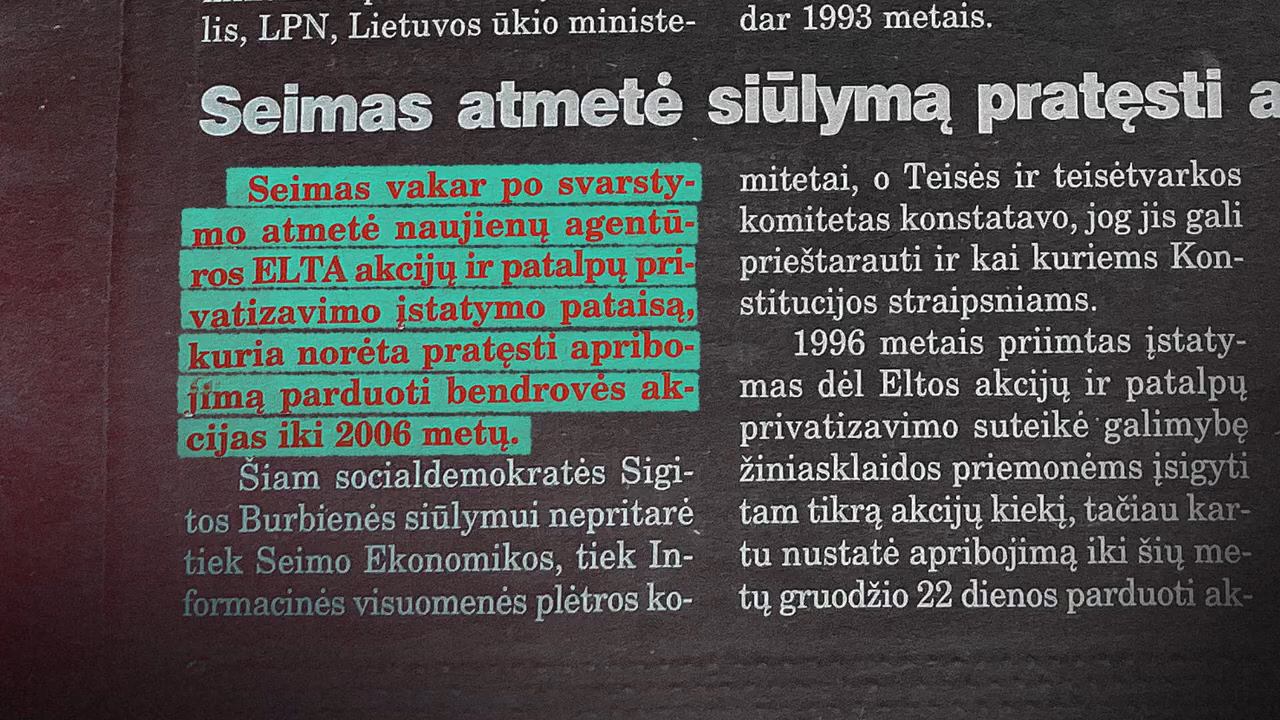 lis, LPN, Lietuvos ūkio ministe-
dar 1993 metais.
Seimas atmetė siūlymą pratęsti
Seimas vakar po svarsty-
mo atmetė naujienų agentū-
ros ELTA akcijų ir patalpų pri-
vatizavimo įstatymo pataisą,
kuria norėta pratęsti apribo-
jimą parduoti bendrovės ak-
cijas iki 2006 metų.
Šiam socialdemokratės Sigi-
tos Burbienės siūlymui nepritarė
tiek Seimo Ekonomikos, tiek In-
formacinės visuomenės plėtros ko-
mitetai, o Teisės ir teisėtvarkos
komitetas konstatavo, jog jis gali
prieštarauti ir kai kuriems Kon-
stitucijos straipsniams.
1996 metais priimtas įstaty-
mas dėl Eltos akcijų ir patalpų
privatizavimo suteikė galimybę
žiniasklaidos priemonėms įsigyti
tam tikrą akcijų kiekį, tačiau kar-
tu nustatė apribojimą iki šių me-
tų gruodžio 22 dienos parduoti ak-